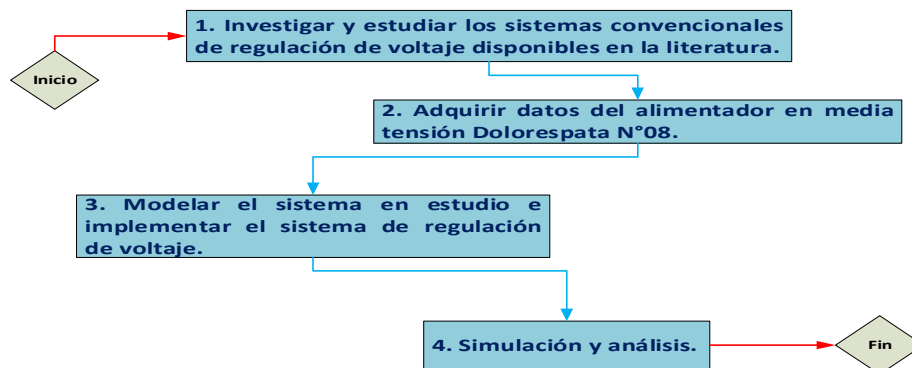 1. Investigar y estudiar los sistemas convencionales
de regulación de voltaje disponibles en la literatura.
Inicio
2. Adquirir datos del alimentador en media
tensión Dolorespata N°08.
3. Modelar el sistema en estudio e
implementar el sistema de regulación
de voltaje.
4. Simulación y análisis.
Fin